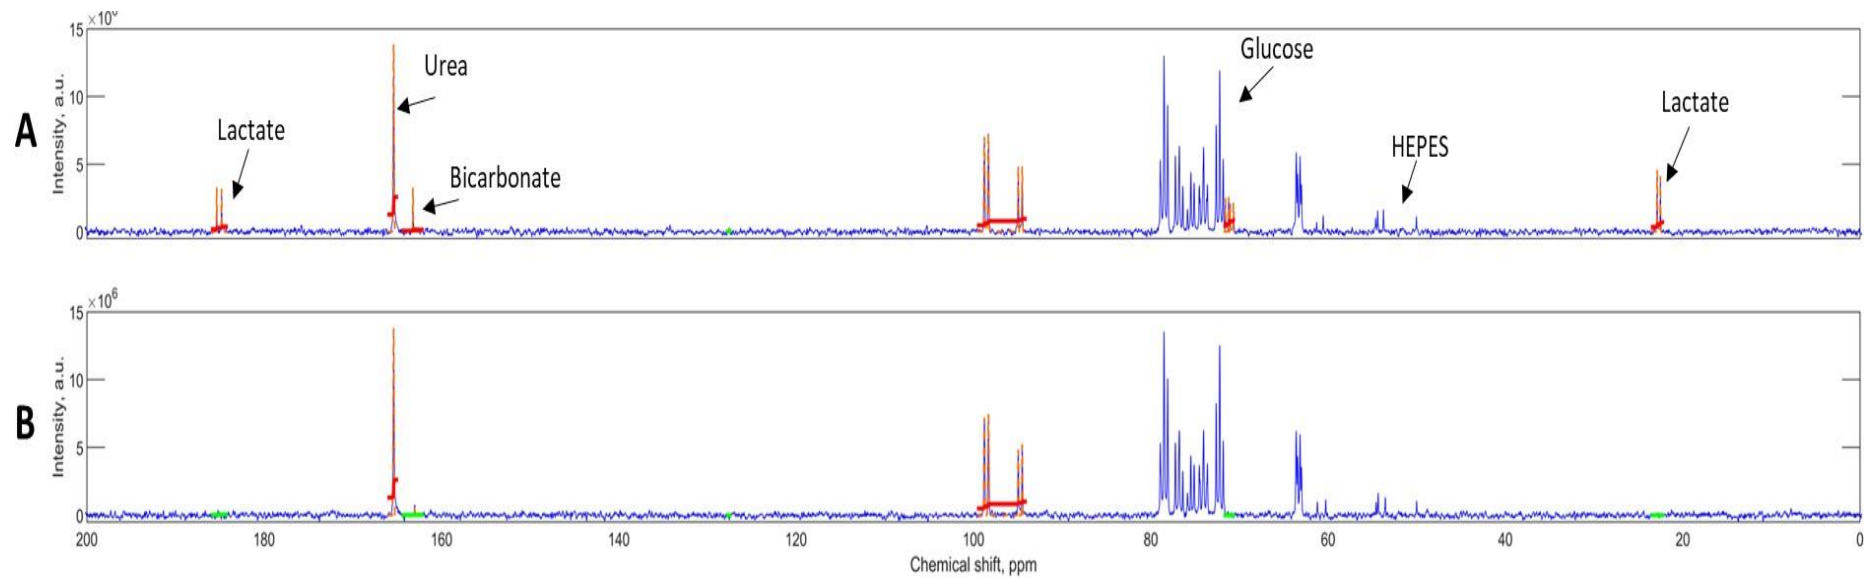 ×10⁶
15
10
5
0
Intensity, a.u.
A
Lactate
Urea
Bicarbonate
Glucose
HEPES
Lactate
×10⁶
15
10
5
0
Intensity, a.u.
B
200 180 160 140 120 100 80 60 40 20 0
Chemical shift, ppm